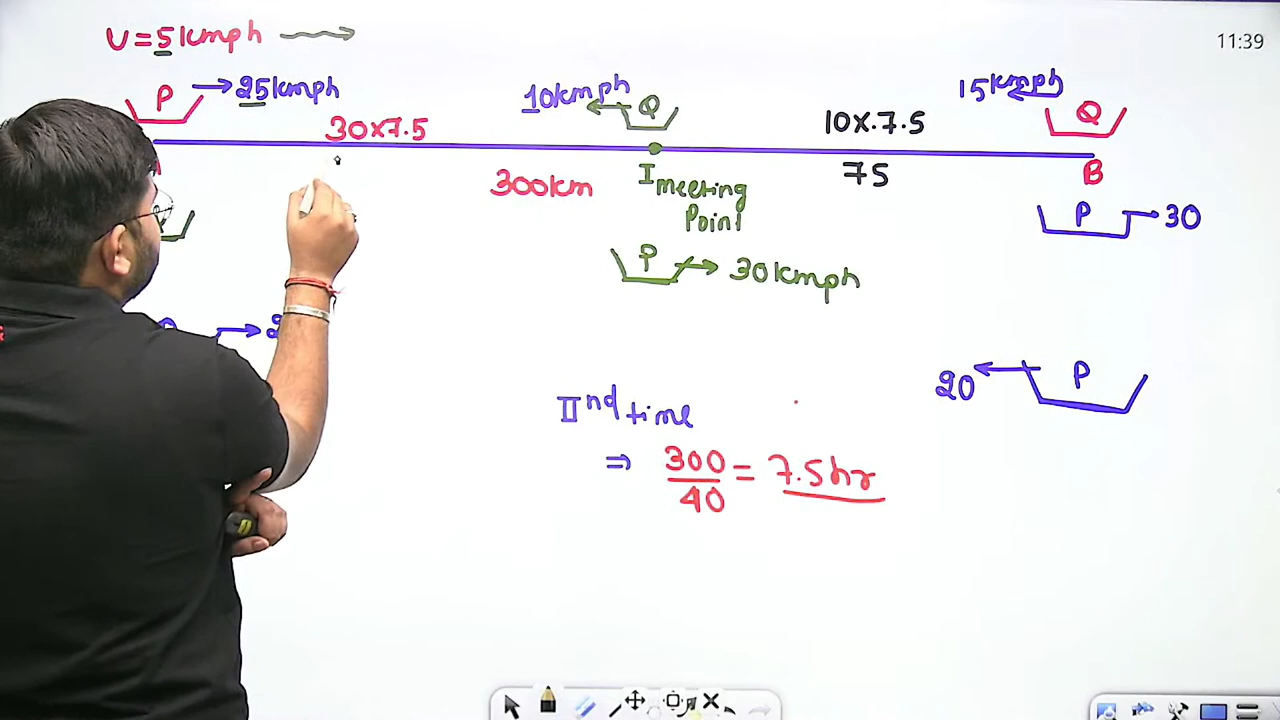 U = 5kmph
11:39
P → 25kmph
10kmph ← Q
15kmph ← Q
30×7.5
10×.7.5
300km
I meeting Point
75
B
P → 30
P → 30kmph
20 ← P
IInd time
⇒ 300/40 = 7.5hr